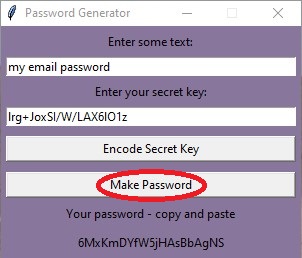 Password Generator
Enter some text:
my email password
Enter your secret key:
lrg+JoxSI/W/LAX6IO1z
Encode Secret Key
Make Password
Your password - copy and paste
6MxKmDYfW5jHAsBbAgNS